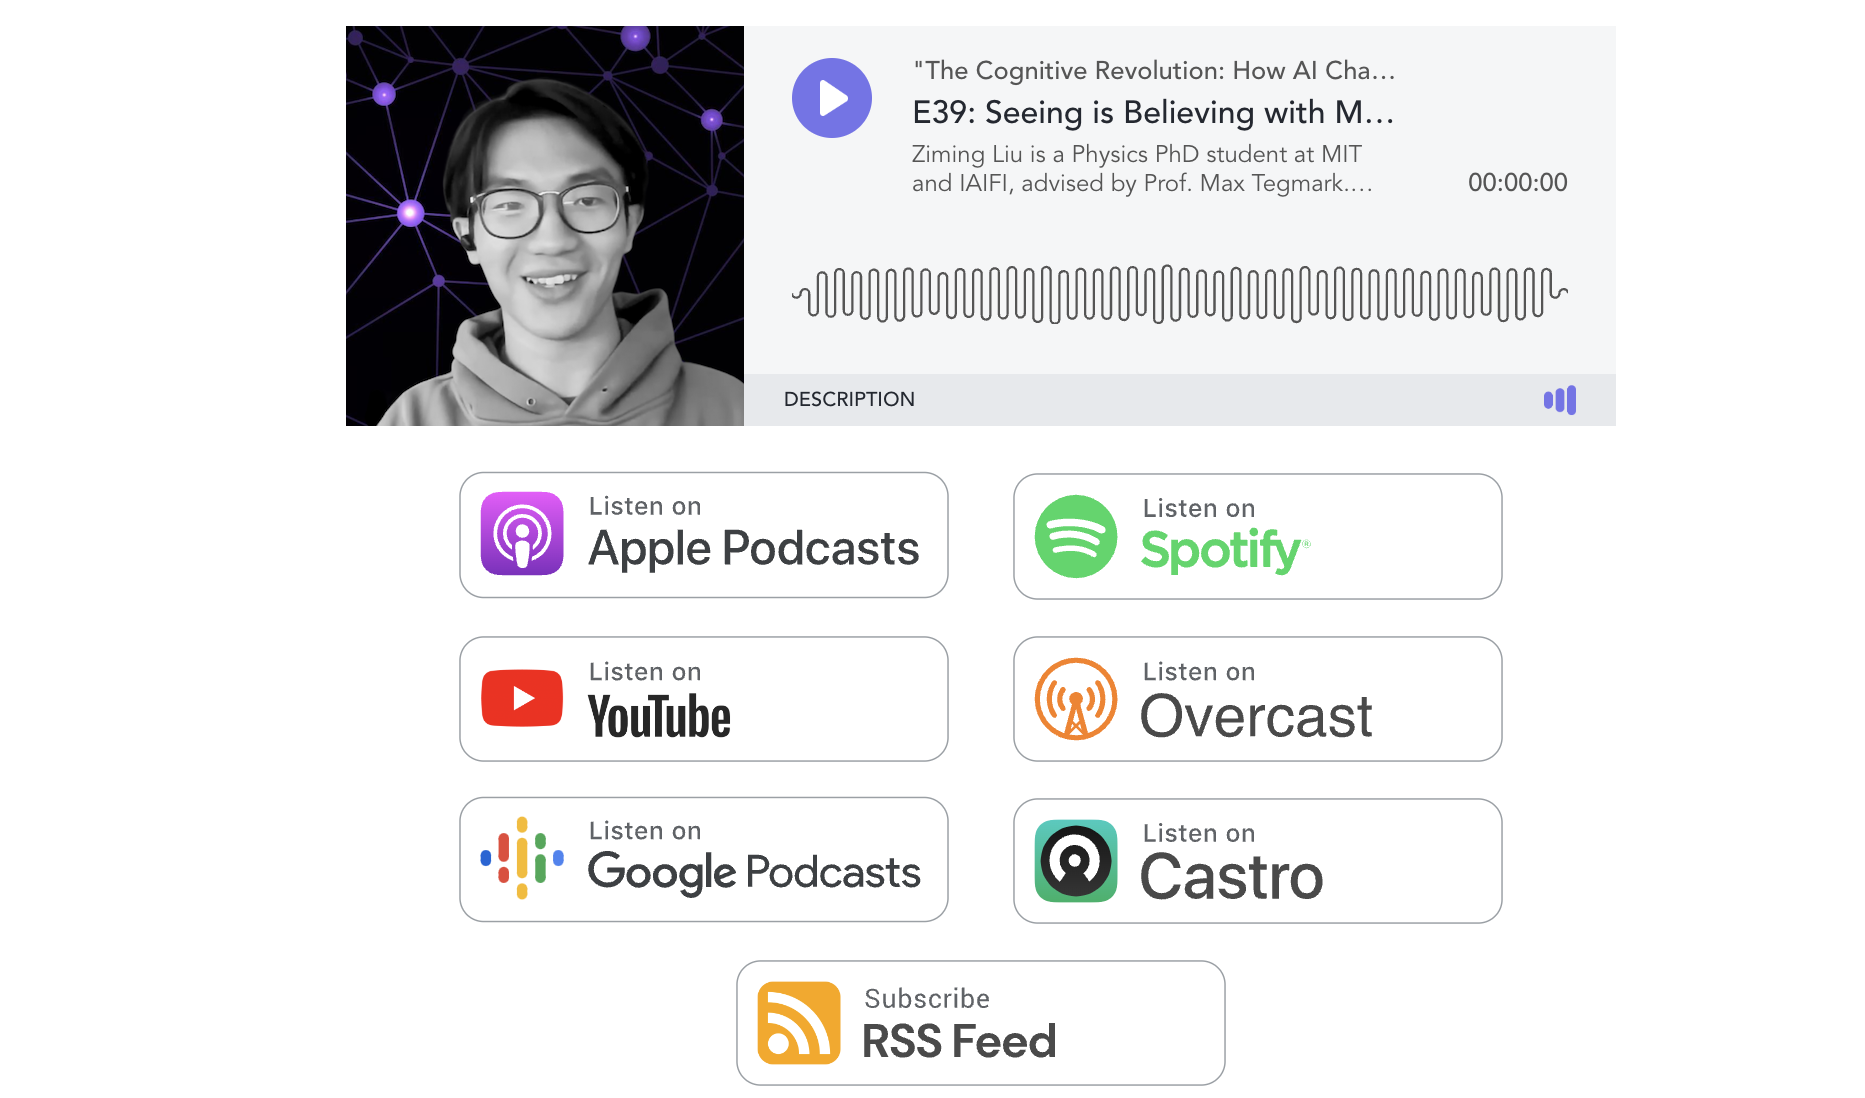 "The Cognitive Revolution: How AI Cha...
E39: Seeing is Believing with M...
Ziming Liu is a Physics PhD student at MIT
and IAIFI, advised by Prof. Max Tegmark....
00:00:00
DESCRIPTION
Listen on
Apple Podcasts
Listen on
Spotify®
Listen on
YouTube
Listen on
Overcast
Listen on
Google Podcasts
Listen on
Castro
Subscribe
RSS Feed